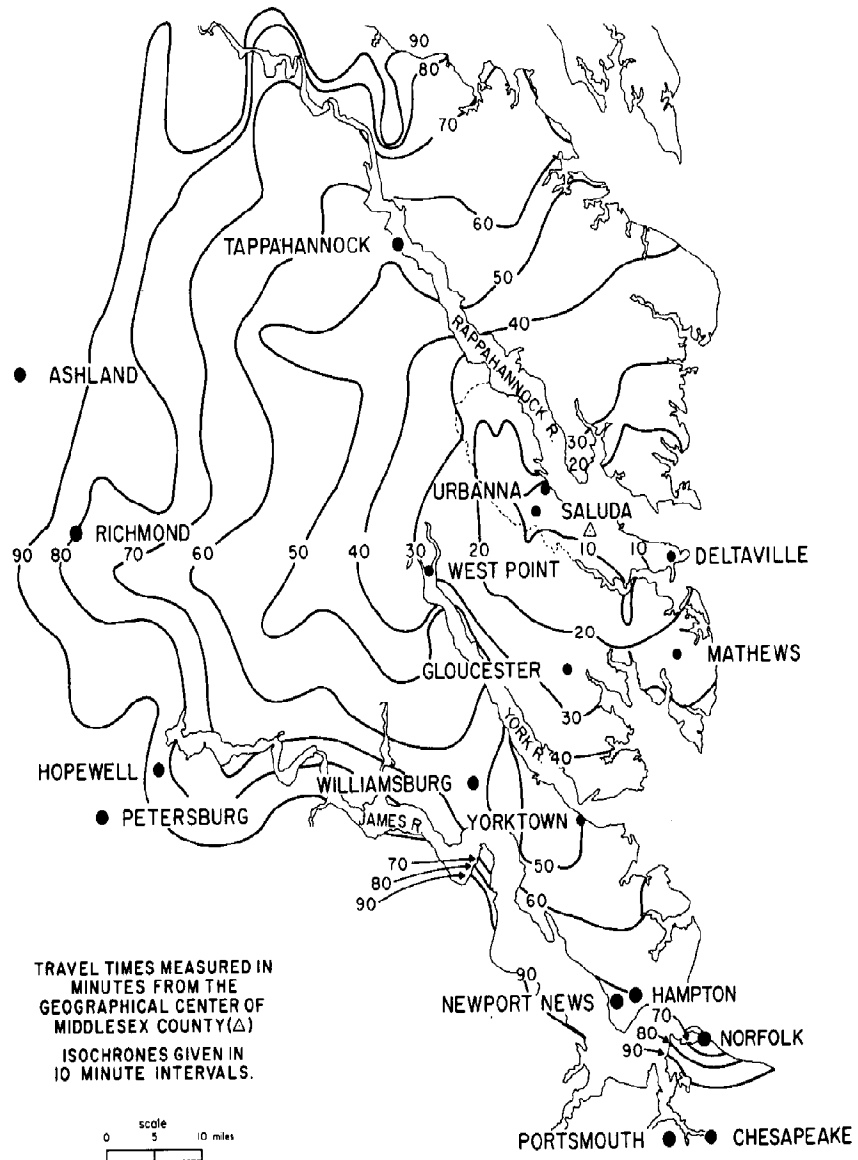 90
80
70
60
TAPPAHANNOCK
50
40
RAPPAHANNOCK R.
ASHLAND
30
20
URBANNA
SALUDA
RICHMOND
90 80 70 60 50 40 30 20 10 10 DELTAVILLE
WEST POINT
20
MATHEWS
GLOUCESTER
30
YORK R.
40
HOPEWELL
WILLIAMSBURG
PETERSBURG
JAMES R
YORKTOWN
70
50
80
90
60
TRAVEL TIMES MEASURED IN
MINUTES FROM THE
GEOGRAPHICAL CENTER OF
MIDDLESEX COUNTY(△)
ISOCHRONES GIVEN IN
10 MINUTE INTERVALS.
90
NEWPORT NEWS
HAMPTON
70
80
NORFOLK
90
scale
0 5 10 miles
PORTSMOUTH
CHESAPEAKE